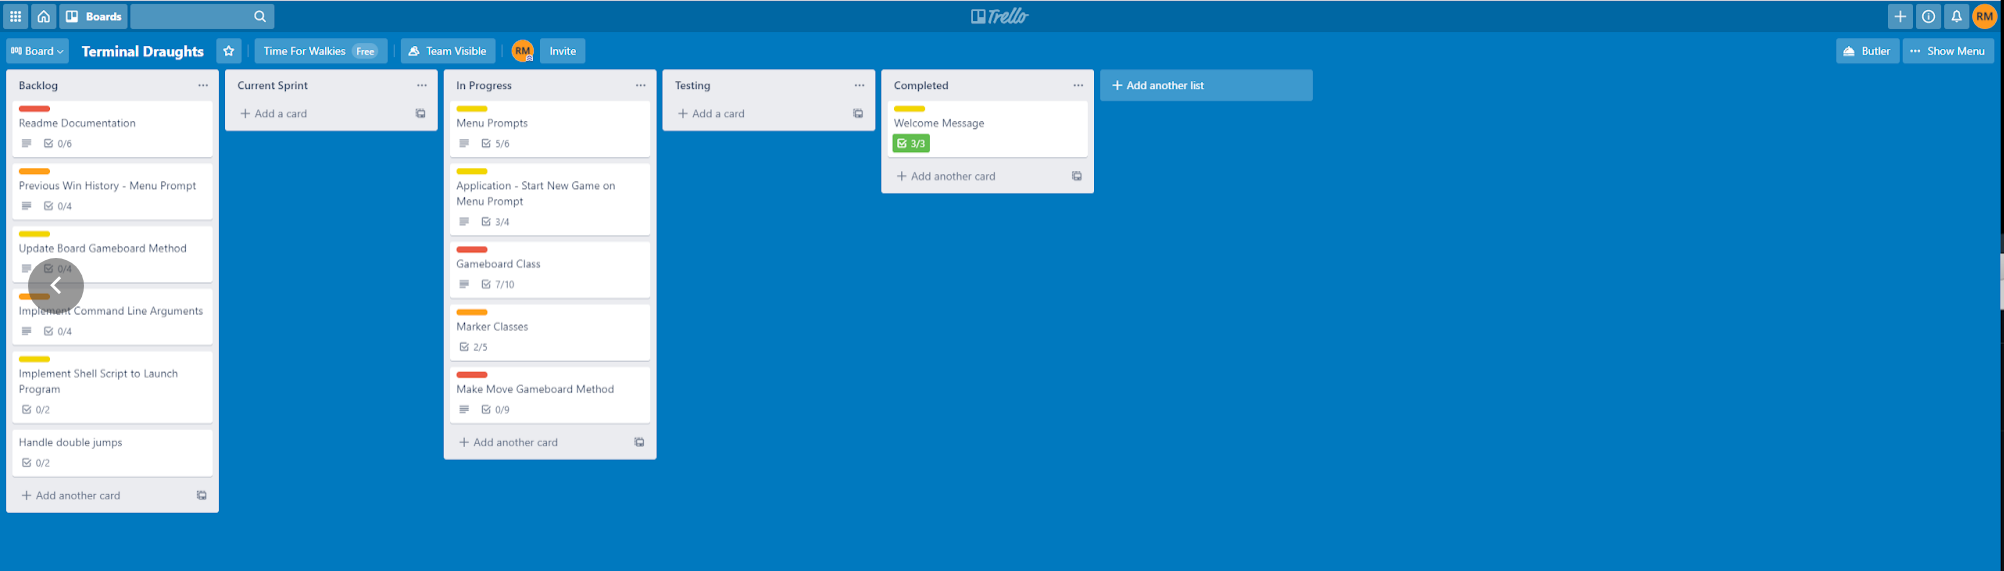 Boards
Trello
RM
Board
Terminal Draughts
Time For Walkies Free
Team Visible
RM
Invite
Butler
... Show Menu
Backlog ...
Readme Documentation
0/6
Previous Win History - Menu Prompt
0/4
Update Board Gameboard Method
0/4
Implement Command Line Arguments
0/4
Implement Shell Script to Launch
Program
0/2
Handle double jumps
0/2
+ Add another card
Current Sprint ...
+ Add a card
In Progress ...
Menu Prompts
5/6
Application - Start New Game on
Menu Prompt
3/4
Gameboard Class
7/10
Marker Classes
2/5
Make Move Gameboard Method
0/9
+ Add another card
Testing ...
+ Add a card
Completed ...
Welcome Message
3/3
+ Add another card
+ Add another list